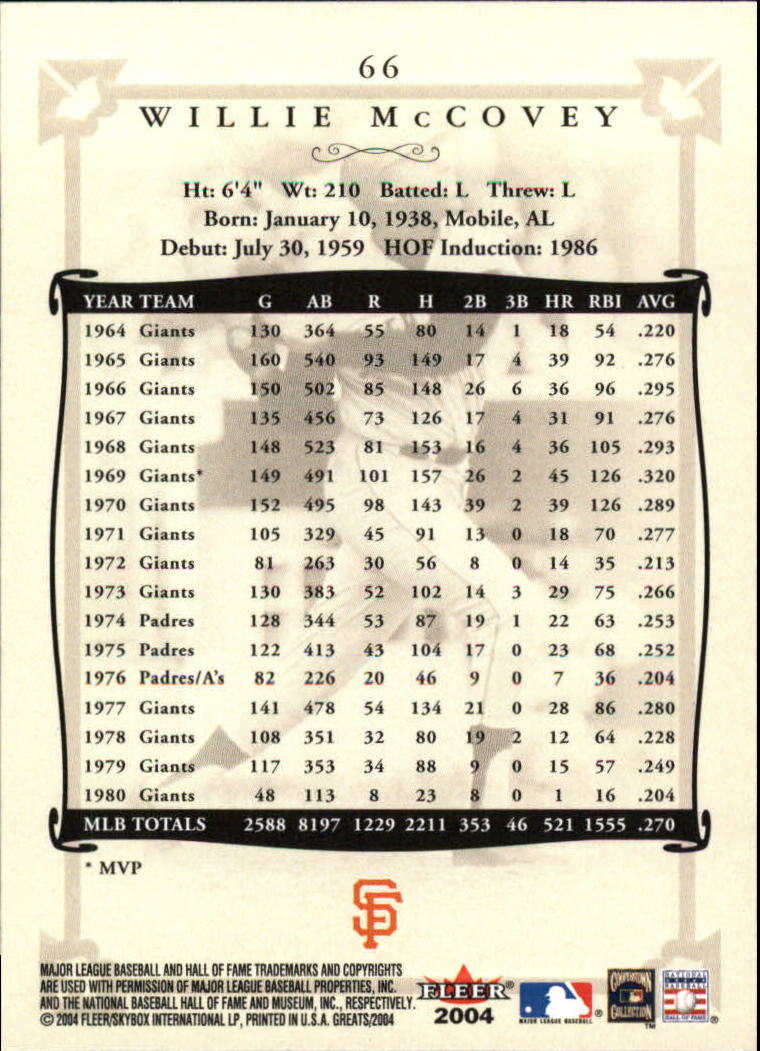 66
WILLIE McCOVEY
Ht: 6'4" Wt: 210 Batted: L Threw: L
Born: January 10, 1938, Mobile, AL
Debut: July 30, 1959 HOF Induction: 1986
YEAR TEAM G AB R H 2B 3B HR RBI AVG
1964 Giants 130 364 55 80 14 1 18 54 .220
1965 Giants 160 540 93 149 17 4 39 92 .276
1966 Giants 150 502 85 148 26 6 36 96 .295
1967 Giants 135 456 73 126 17 4 31 91 .276
1968 Giants 148 523 81 153 16 4 36 105 .293
1969 Giants* 149 491 101 157 26 2 45 126 .320
1970 Giants 152 495 98 143 39 2 39 126 .289
1971 Giants 105 329 45 91 13 0 18 70 .277
1972 Giants 81 263 30 56 8 0 14 35 .213
1973 Giants 130 383 52 102 14 3 29 75 .266
1974 Padres 128 344 53 87 19 1 22 63 .253
1975 Padres 122 413 43 104 17 0 23 68 .252
1976 Padres/A's 82 226 20 46 9 0 7 36 .204
1977 Giants 141 478 54 134 21 0 28 86 .280
1978 Giants 108 351 32 80 19 2 12 64 .228
1979 Giants 117 353 34 88 9 0 15 57 .249
1980 Giants 48 113 8 23 8 0 1 16 .204
MLB TOTALS 2588 8197 1229 2211 353 46 521 1555 .270
* MVP
SF
MAJOR LEAGUE BASEBALL AND HALL OF FAME TRADEMARKS AND COPYRIGHTS
ARE USED WITH PERMISSION OF MAJOR LEAGUE BASEBALL PROPERTIES, INC.
AND THE NATIONAL BASEBALL HALL OF FAME AND MUSEUM, INC., RESPECTIVELY.
© 2004 FLEER/SKYBOX INTERNATIONAL LP, PRINTED IN U.S.A. GREATS/2004
FLEER®
2004
MAJOR LEAGUE BASEBALL ®
COOPERSTOWN
COLLECTION
TM
NATIONAL
BASEBALL
HALL OF FAME
®